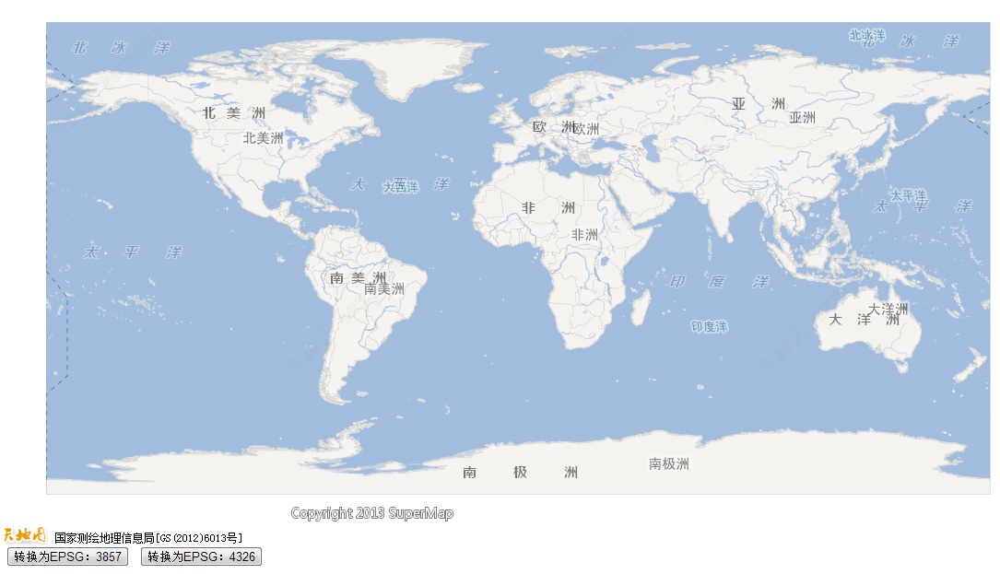 北 冰 洋
北冰洋
北 冰 洋
北 美 洲
北美洲
欧 洲
欧洲
亚 洲
亚洲
大 西 洋
大西洋
太平洋
太 平 洋
非 洲
非洲
太 平 洋
南 美 洲
南美洲
印 度 洋
印度洋
大洋洲
大 洋 洲
南极洲
南 极 洲
Copyright 2013 SuperMap
天地图 国家测绘地理信息局[GS(2012)6013号]
转换为EPSG：3857 转换为EPSG：4326